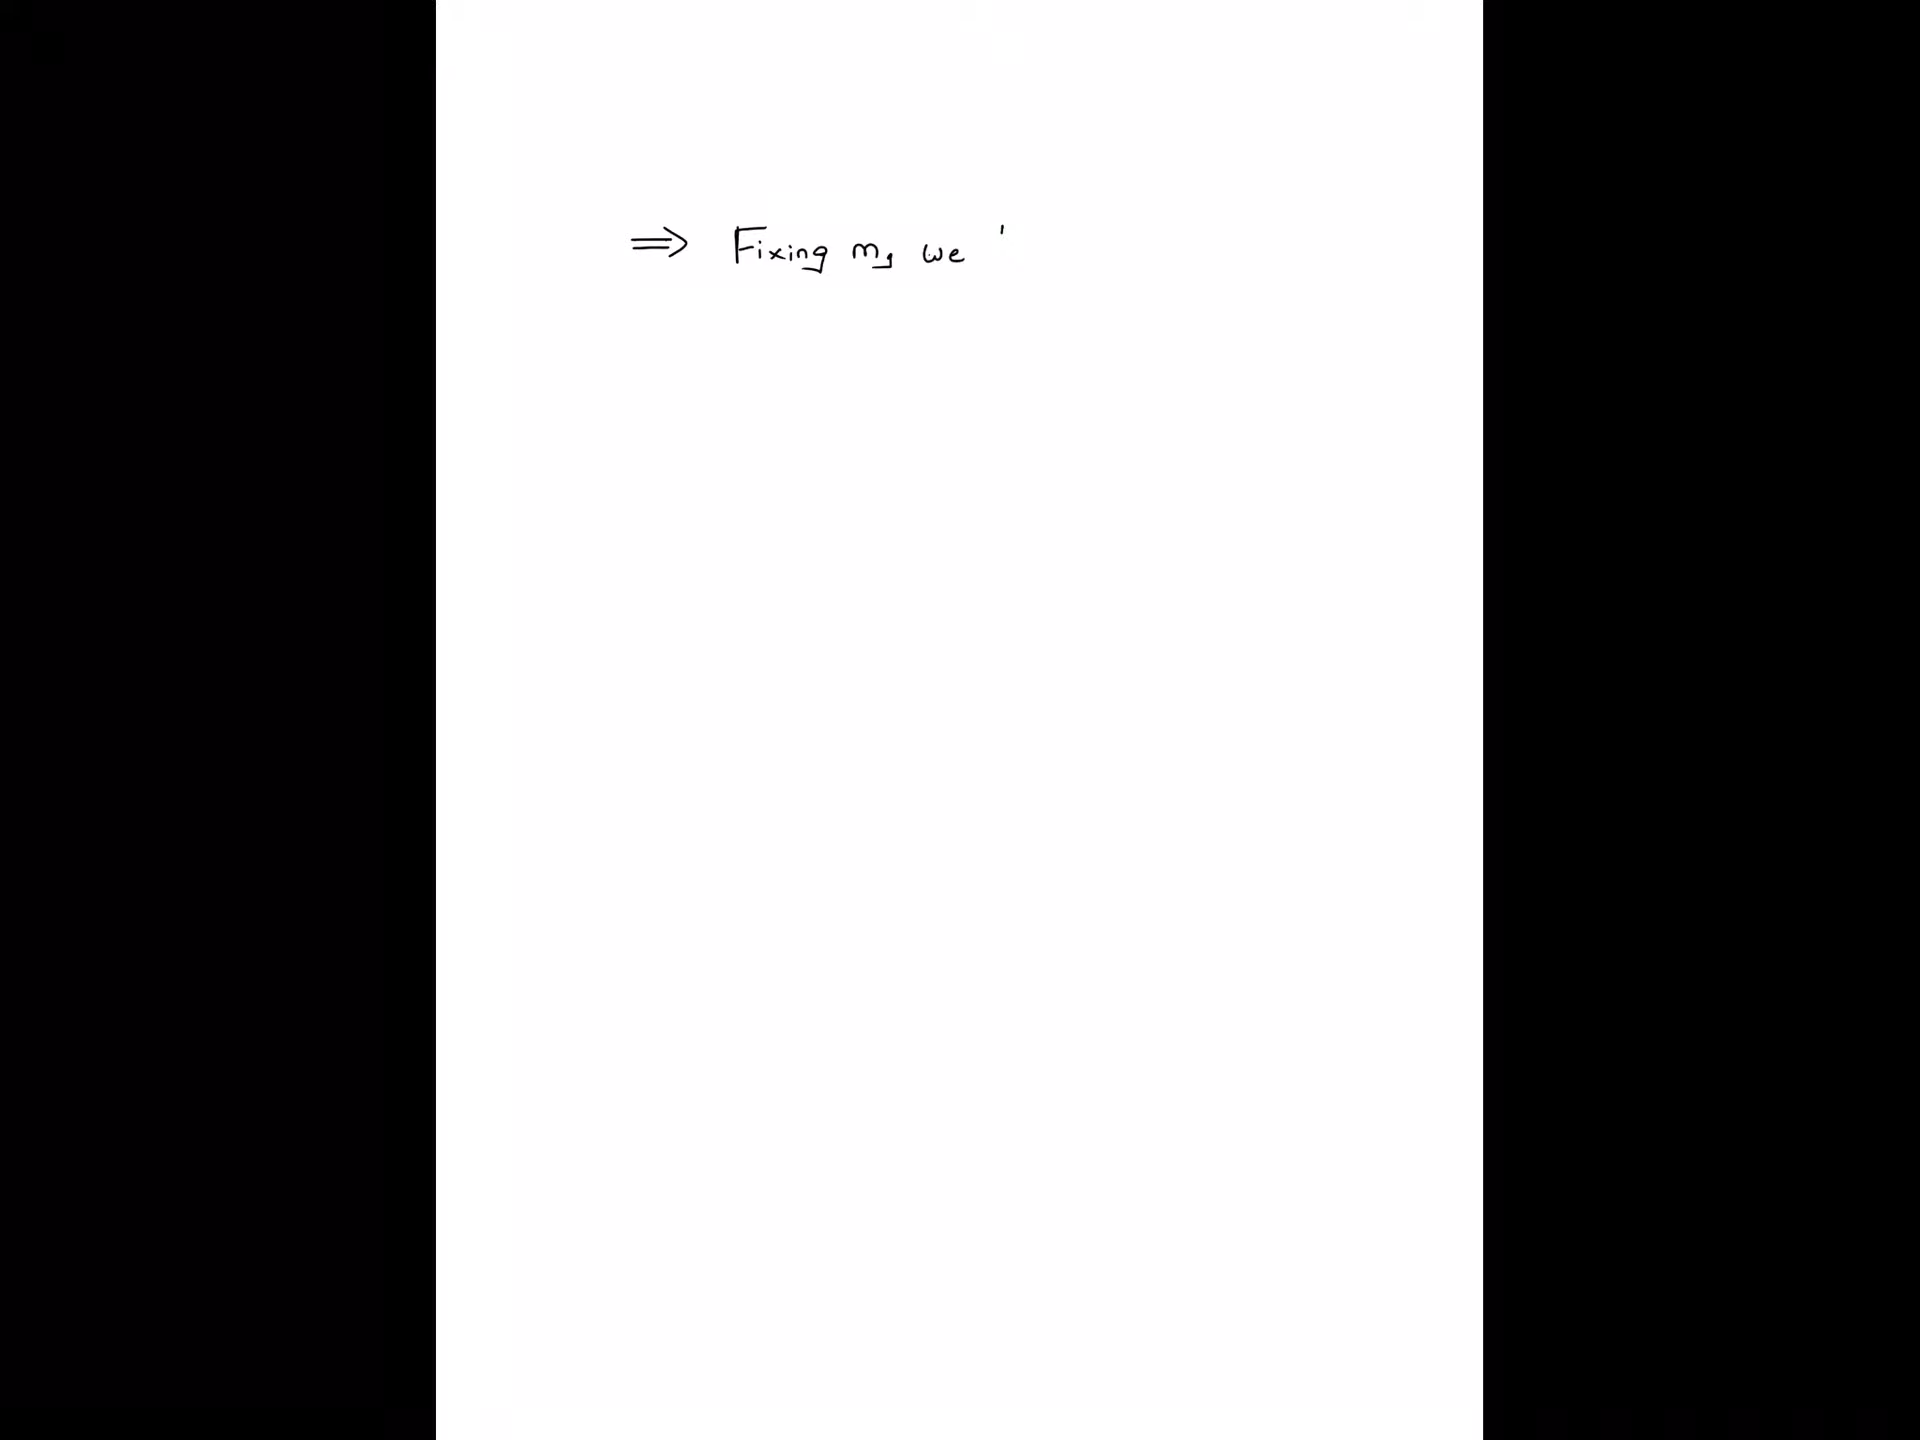 ⇒ Fixing m, we